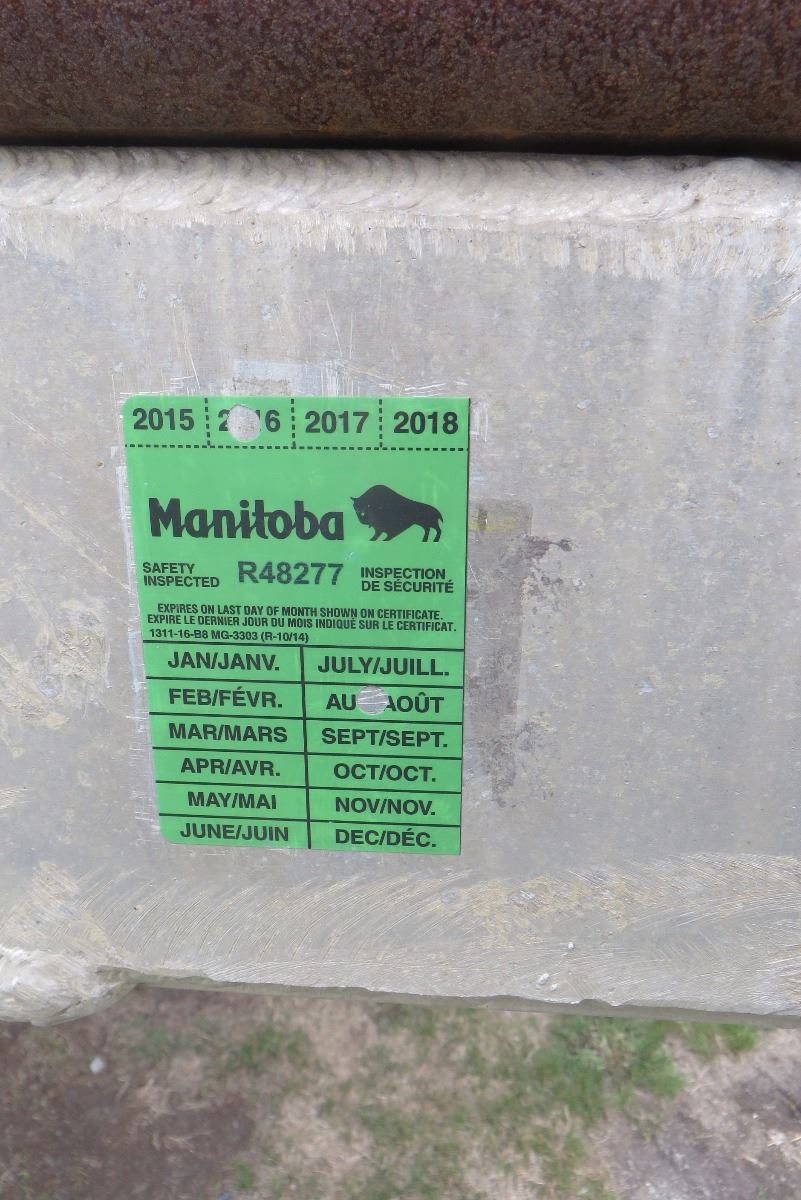 2015 2 16 2017 2018
Manitoba
SAFETY INSPECTED R48277 INSPECTION DE SÉCURITÉ
EXPIRES ON LAST DAY OF MONTH SHOWN ON CERTIFICATE.
EXPIRE LE DERNIER JOUR DU MOIS INDIQUÉ SUR LE CERTIFICAT.
1311-16-B8 MG-3303 (R-10/14)
JAN/JANV. JULY/JUILL.
FEB/FÉVR. AU AOÛT
MAR/MARS SEPT/SEPT.
APR/AVR. OCT/OCT.
MAY/MAI NOV/NOV.
JUNE/JUIN DEC/DÉC.